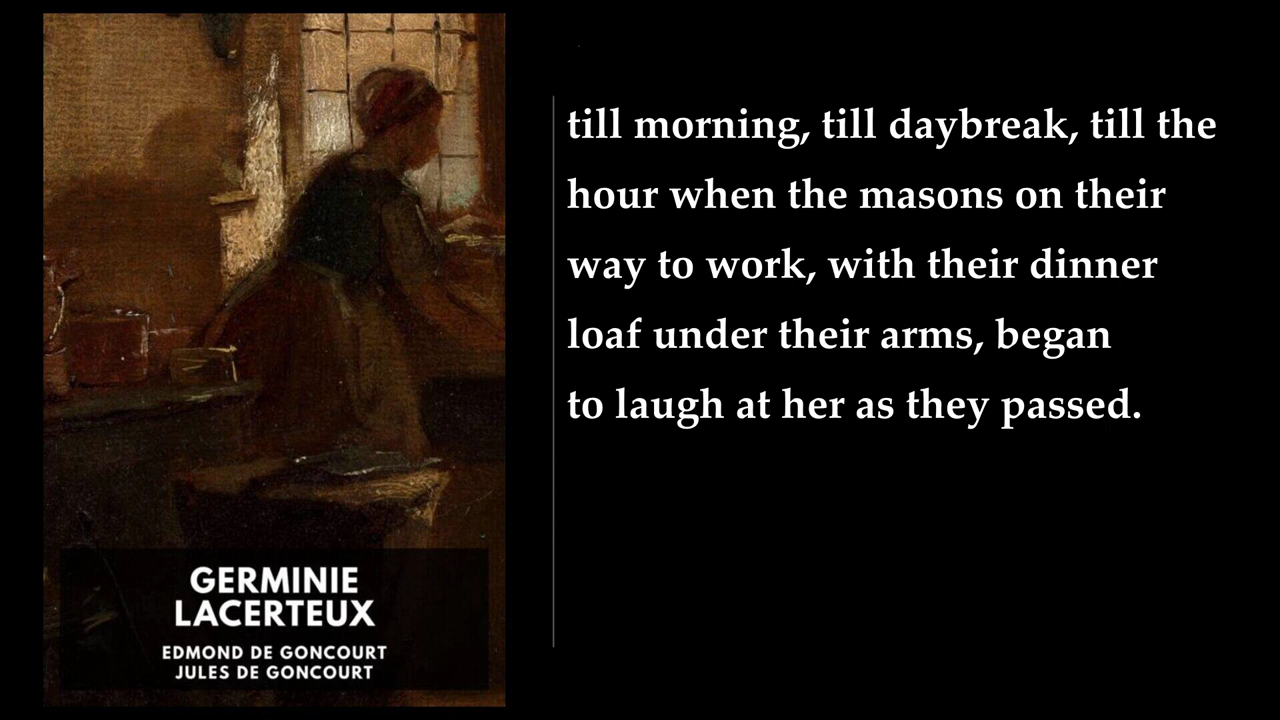 till morning, till daybreak, till the
hour when the masons on their
way to work, with their dinner
loaf under their arms, began
to laugh at her as they passed.
GERMINIE
LACERTEUX
EDMOND DE GONCOURT
JULES DE GONCOURT